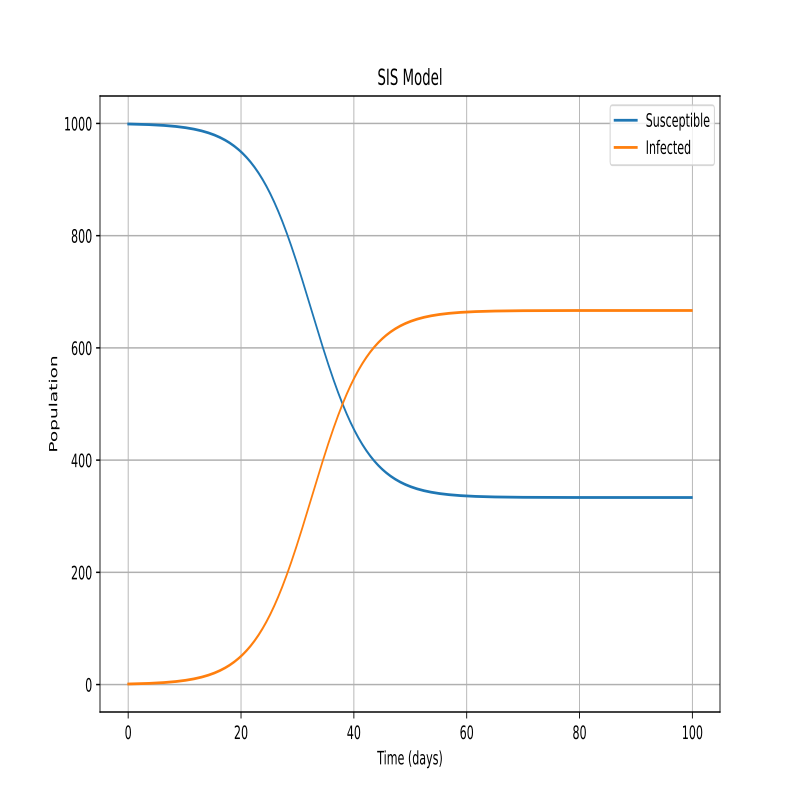 SIS Model
Susceptible
Infected
1000
800
600
400
200
0
Population
0 20 40 60 80 100
Time (days)